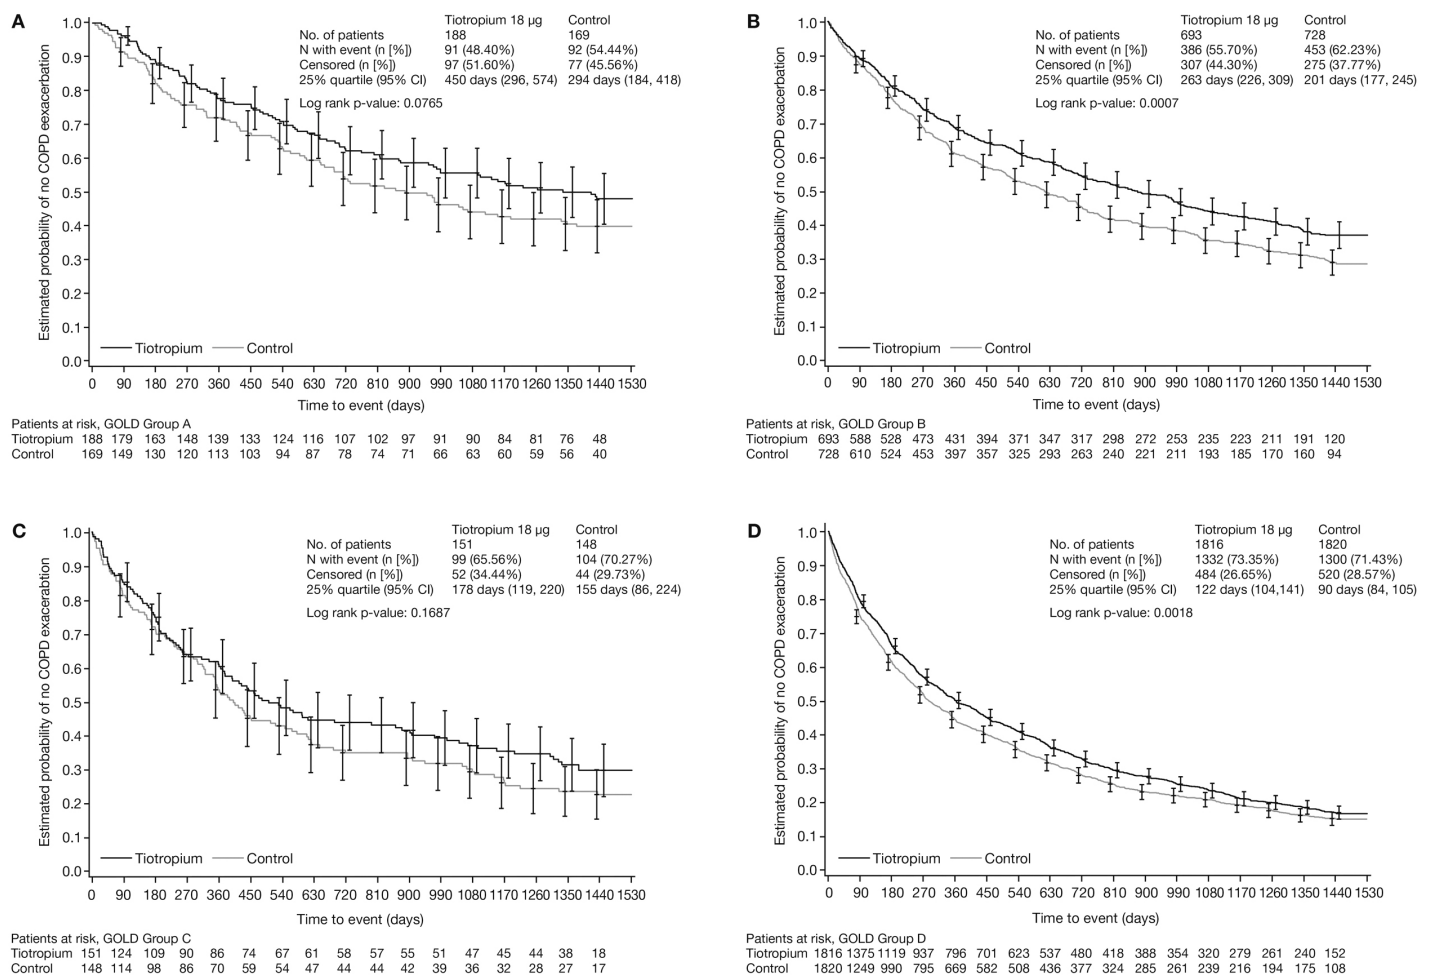 A
Tiotropium 18 µg Control
No. of patients 188 169
N with event (n [%]) 91 (48.40%) 92 (54.44%)
Censored (n [%]) 97 (51.60%) 77 (45.56%)
25% quartile (95% CI) 450 days (296, 574) 294 days (184, 418)
Log rank p-value: 0.0765
Estimated probability of no COPD eexacerbation
1.0
0.9
0.8
0.7
0.6
0.5
0.4
0.3
0.2
0.1
0.0
Tiotropium Control
0 90 180 270 360 450 540 630 720 810 900 990 1080 1170 1260 1350 1440 1530
Time to event (days)
Patients at risk, GOLD Group A
Tiotropium 188 179 163 148 139 133 124 116 107 102 97 91 90 84 81 76 48
Control 169 149 130 120 113 103 94 87 78 74 71 66 63 60 59 56 40
B
Tiotropium 18 µg Control
No. of patients 693 728
N with event (n [%]) 386 (55.70%) 453 (62.23%)
Censored (n [%]) 307 (44.30%) 275 (37.77%)
25% quartile (95% CI) 263 days (226, 309) 201 days (177, 245)
Log rank p-value: 0.0007
Estimated probability of no COPD exacerbation
1.0
0.9
0.8
0.7
0.6
0.5
0.4
0.3
0.2
0.1
0.0
Tiotropium Control
0 90 180 270 360 450 540 630 720 810 900 990 1080 1170 1260 1350 1440 1530
Time to event (days)
Patients at risk, GOLD Group B
Tiotropium 693 588 528 473 431 394 371 347 317 298 272 253 235 223 211 191 120
Control 728 610 524 453 397 357 325 293 263 240 221 211 193 185 170 160 94
C
Tiotropium 18 µg Control
No. of patients 151 148
N with event (n [%]) 99 (65.56%) 104 (70.27%)
Censored (n [%]) 52 (34.44%) 44 (29.73%)
25% quartile (95% CI) 178 days (119, 220) 155 days (86, 224)
Log rank p-value: 0.1687
Estimated probability of no COPD exacerabtion
1.0
0.9
0.8
0.7
0.6
0.5
0.4
0.3
0.2
0.1
0.0
Tiotropium Control
0 90 180 270 360 450 540 630 720 810 900 990 1080 1170 1260 1350 1440 1530
Time to event (days)
Patients at risk, GOLD Group C
Tiotropium 151 124 109 90 86 74 67 61 58 57 55 51 47 45 44 38 18
Control 148 114 98 86 70 59 54 47 44 44 42 39 36 32 28 27 17
D
Tiotropium 18 µg Control
No. of patients 1816 1820
N with event (n [%]) 1332 (73.35%) 1300 (71.43%)
Censored (n [%]) 484 (26.65%) 520 (28.57%)
25% quartile (95% CI) 122 days (104,141) 90 days (84, 105)
Log rank p-value: 0.0018
Estimated probability of no COPD exacerbation
1.0
0.9
0.8
0.7
0.6
0.5
0.4
0.3
0.2
0.1
0.0
Tiotropium Control
0 90 180 270 360 450 540 630 720 810 900 990 1080 1170 1260 1350 1440 1530
Time to event (days)
Patients at risk, GOLD Group D
Tiotropium 1816 1375 1119 937 796 701 623 537 480 418 388 354 320 279 261 240 152
Control 1820 1249 990 795 669 582 508 436 377 324 285 261 239 216 194 175 108